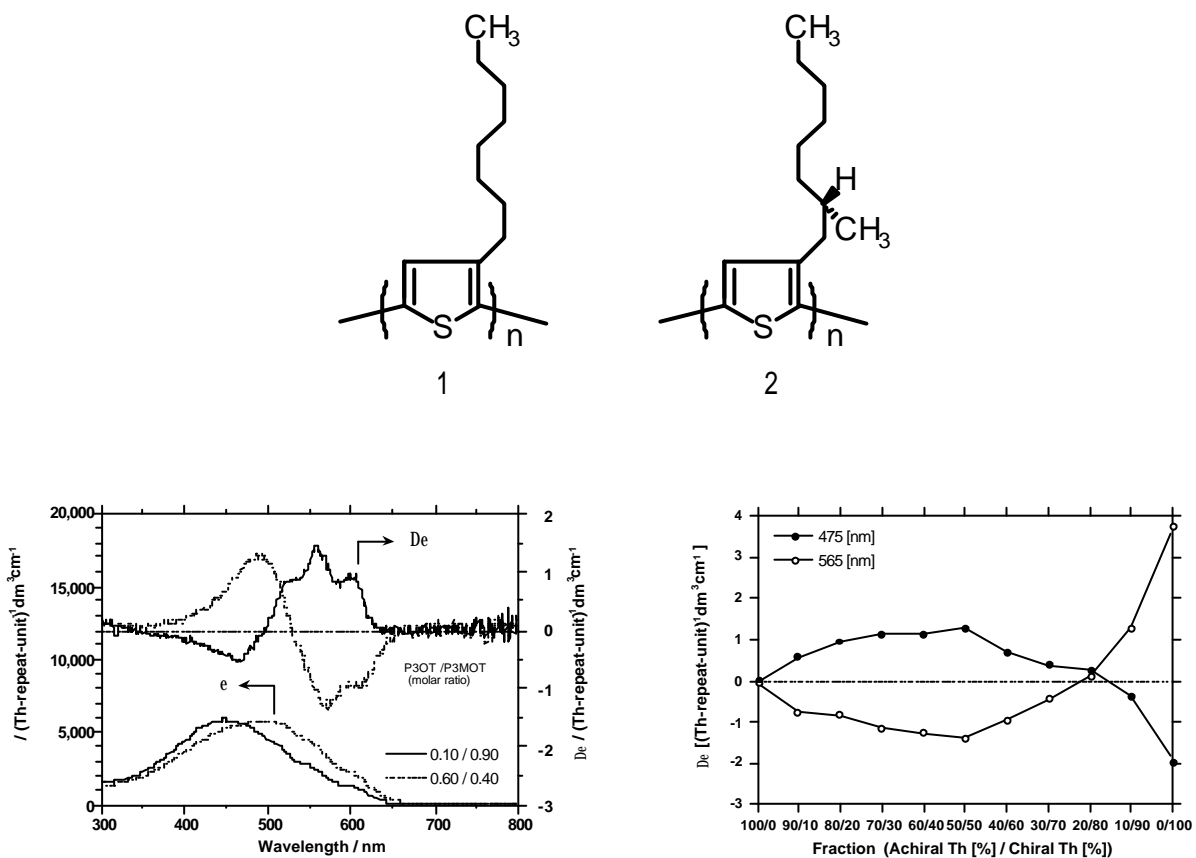 CH3
CH3
H
CH3
S
n
S
n
1
2
20,000
15,000
10,000
5,000
0
/ (Th-repeat-unit)¹dm³cm⁻¹
De
e
P3OT /P3MOT
(molar ratio)
0.10 / 0.90
0.60 / 0.40
2
1
0
-1
-2
-3
De / (Th-repeat-unit)¹dm³cm⁻¹
300 400 500 600 700 800
Wavelength / nm
4
3
2
1
0
-1
-2
-3
De [(Th-repeat-unit)¹dm³cm⁻¹]
475 [nm]
565 [nm]
100/0 90/10 80/20 70/30 60/40 50/50 40/60 30/70 20/80 10/90 0/100
Fraction (Achiral Th [%] / Chiral Th [%])